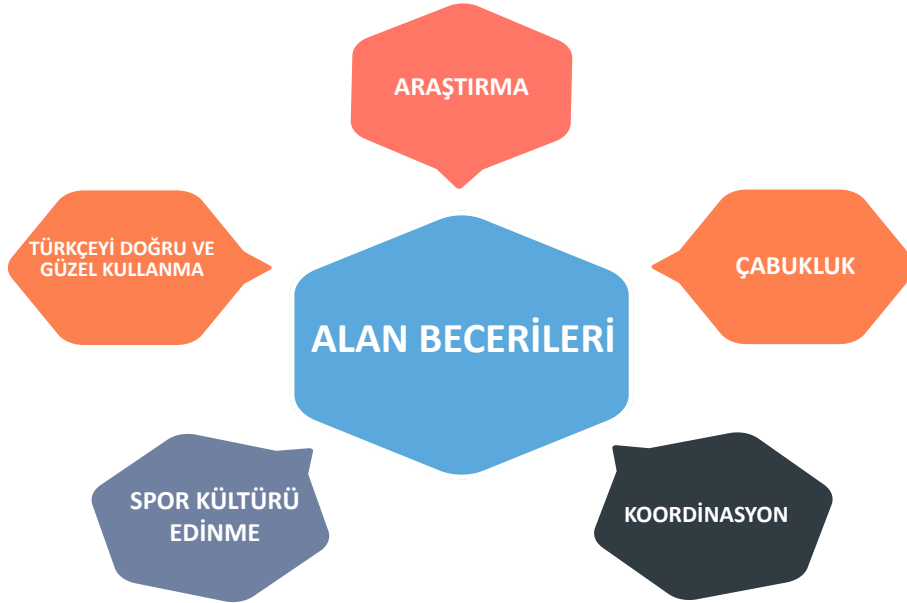 ARAŞTIRMA
TÜRKÇEYİ DOĞRU VE
GÜZEL KULLANMA
ÇABUKLUK
ALAN BECERİLERİ
SPOR KÜLTÜRÜ
EDİNME
KOORDİNASYON